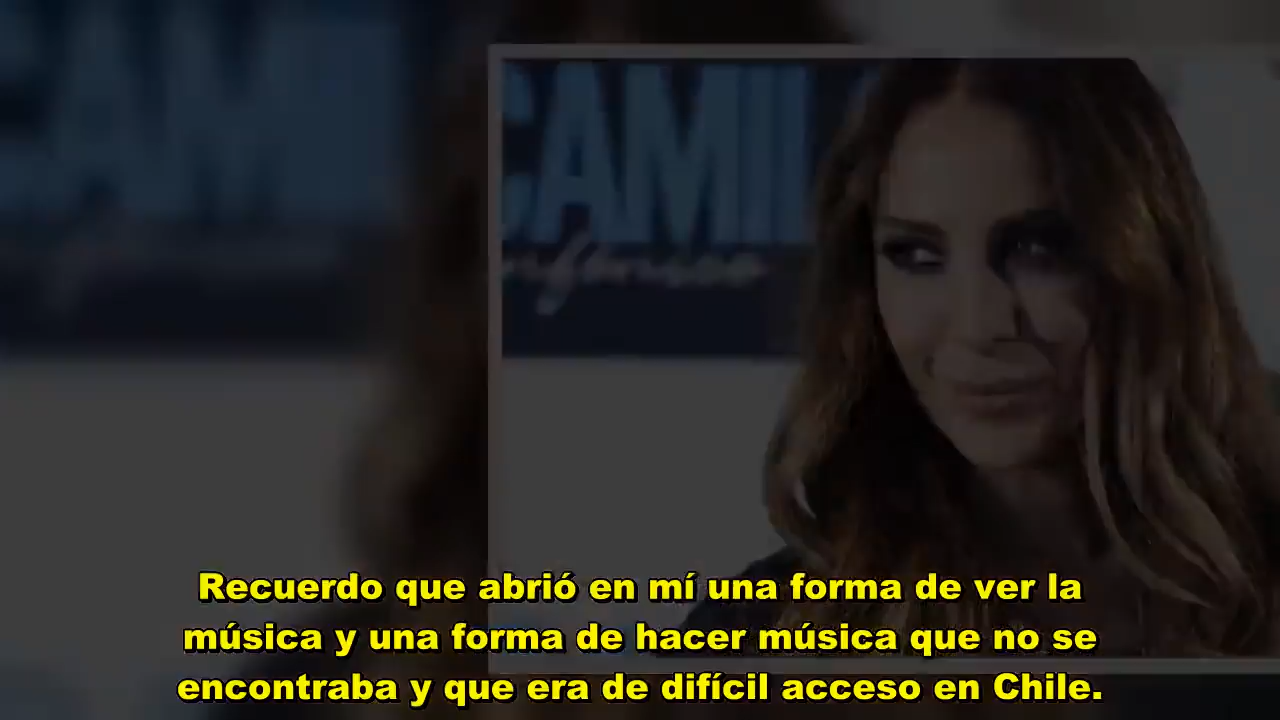 CAMIL
Recuerdo que abrió en mí una forma de ver la
música y una forma de hacer música que no se
encontraba y que era de difícil acceso en Chile.